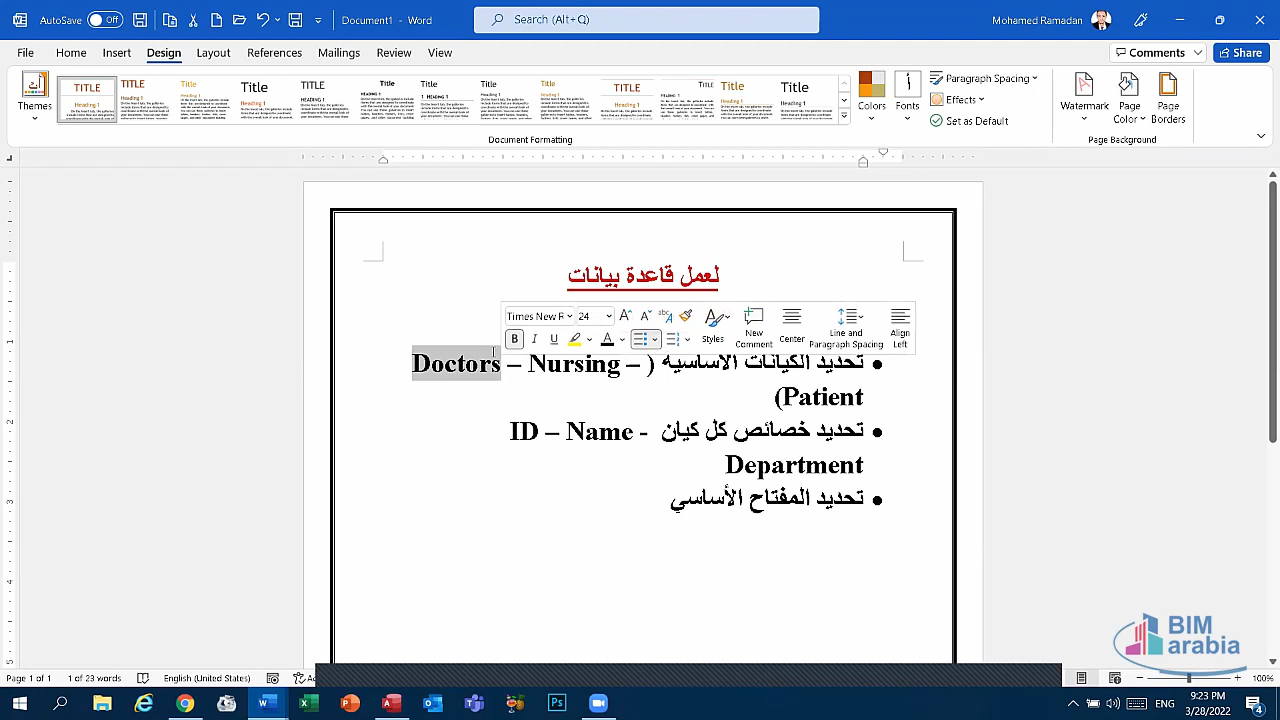 AutoSave Off Document1 - Word Search (Alt+Q) Mohamed Ramadan
File Home Insert Design Layout References Mailings Review View Comments Share
Themes Colors Fonts Paragraph Spacing Effects Set as Default Watermark Page Color Page Borders
Document Formatting Page Background
لعمل قاعدة بيانات
Times New R 24 New Comment Center Line and Paragraph Spacing Align Left
B I U A Styles
تحديد الكيانات الاساسيه ( Doctors – Nursing –
Patient)
تحديد خصائص كل كيان ID – Name -
Department
تحديد المفتاح الأساسي
BIM
arabia
Page 1 of 1 1 of 23 words English (United States) 100%
ENG 9:23 PM
3/28/2022